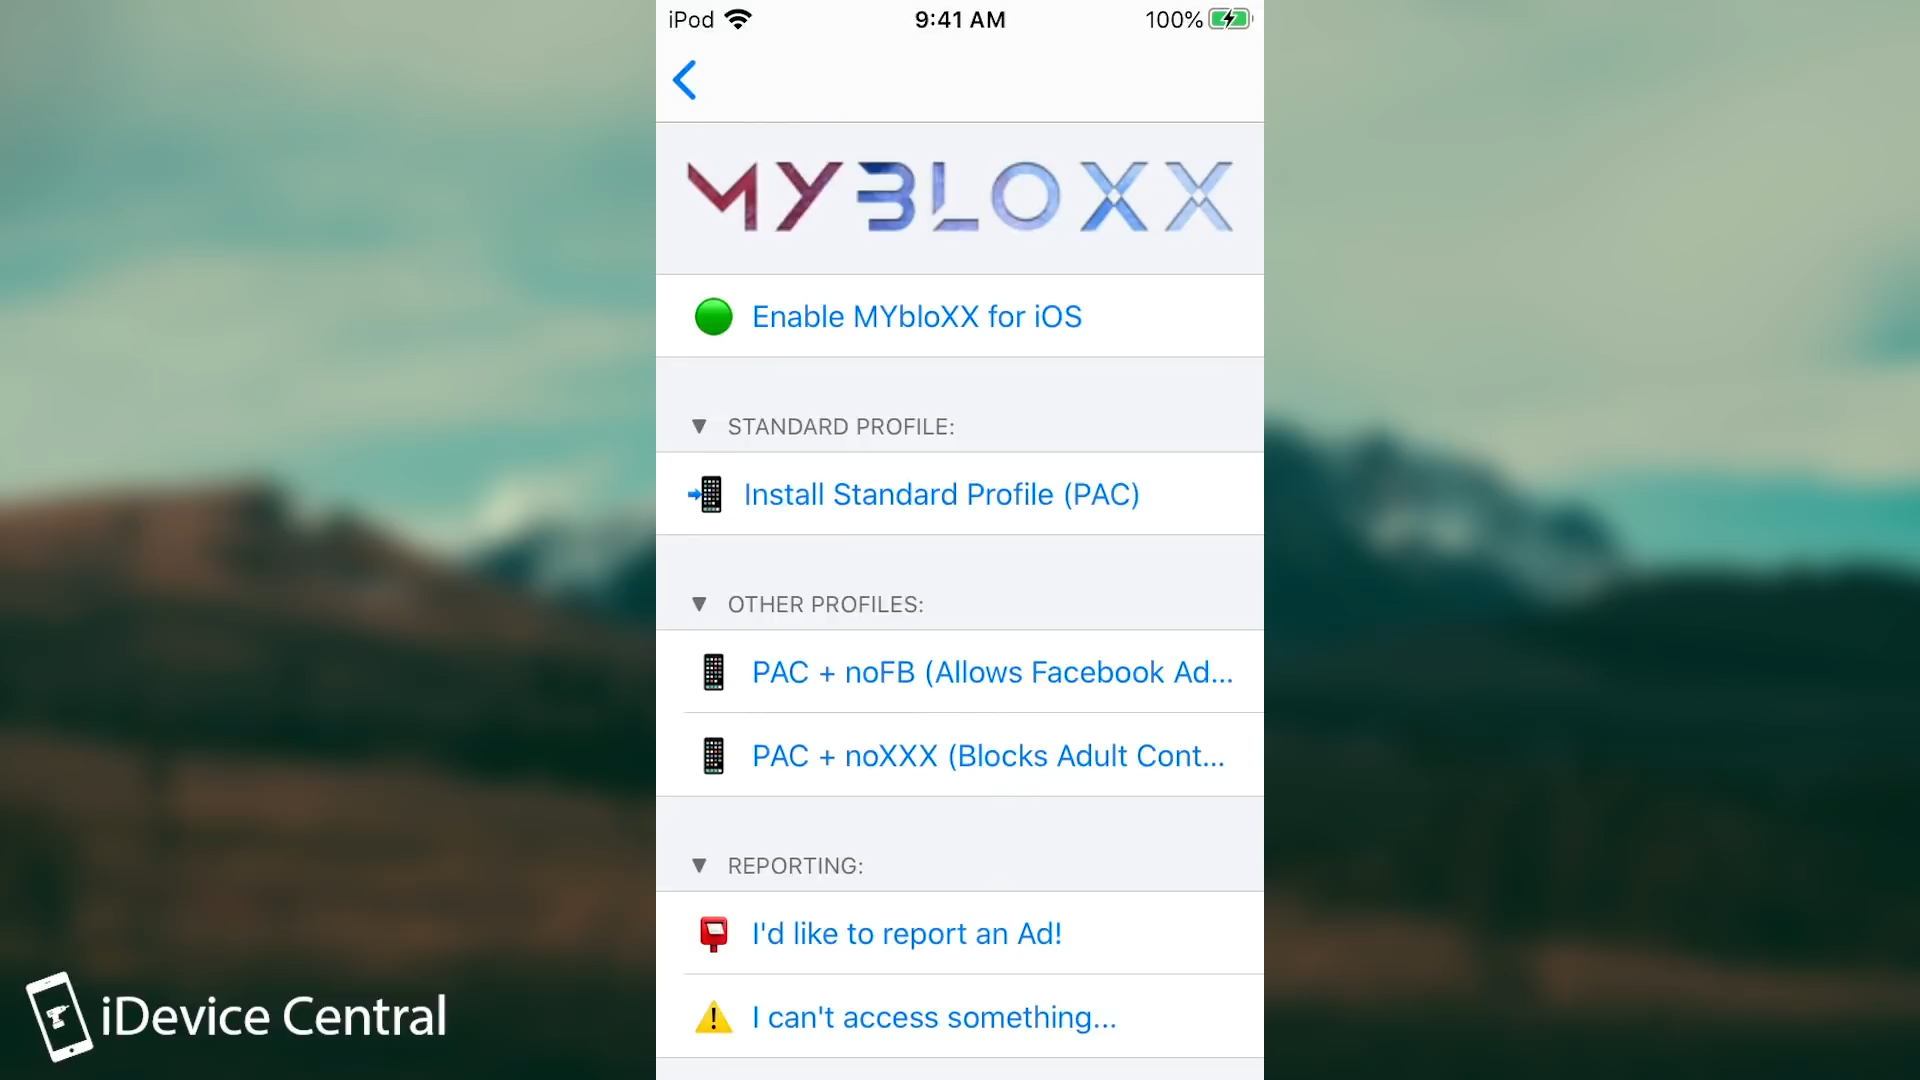 iPod
9:41 AM
100%
MYBLOXX
Enable MYbloXX for iOS
▼ STANDARD PROFILE:
Install Standard Profile (PAC)
▼ OTHER PROFILES:
PAC + noFB (Allows Facebook Ad...
PAC + noXXX (Blocks Adult Cont...
▼ REPORTING:
I'd like to report an Ad!
I can't access something...
iDevice Central